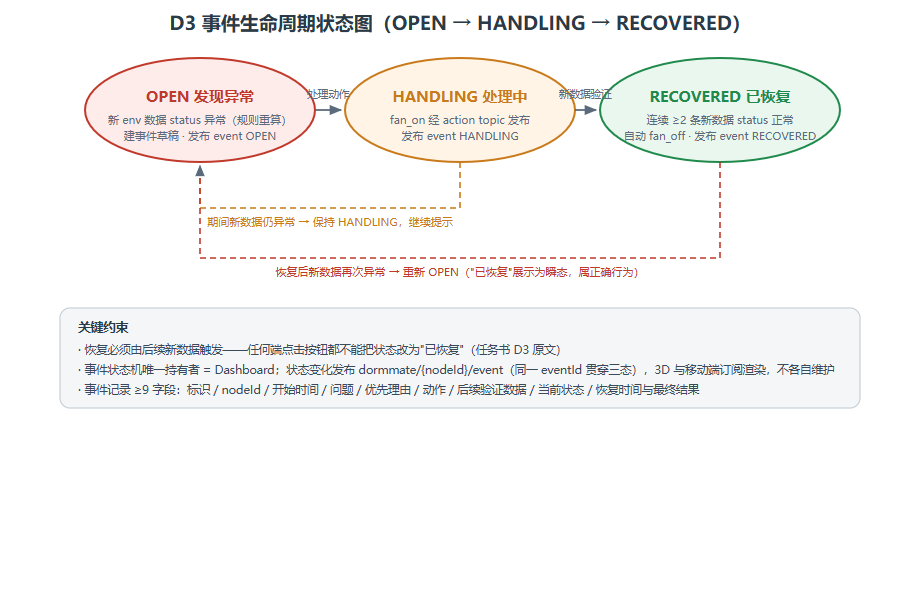 D3 事件生命周期状态图（OPEN → HANDLING → RECOVERED）
OPEN 发现异常
新 env 数据 status 异常（规则重算）
建事件草稿 · 发布 event OPEN
处理动作
HANDLING 处理中
fan_on 经 action topic 发布
发布 event HANDLING
新数据验证
RECOVERED 已恢复
连续 ≥2 条新数据 status 正常
自动 fan_off · 发布 event RECOVERED
期间新数据仍异常 → 保持 HANDLING，继续提示
恢复后新数据再次异常 → 重新 OPEN（"已恢复"展示为瞬态，属正确行为）
关键约束
· 恢复必须由后续新数据触发——任何端点击按钮都不能把状态改为"已恢复"（任务书 D3 原文）
· 事件状态机唯一持有者 = Dashboard；状态变化发布 dormmate/{nodeId}/event（同一 eventId 贯穿三态），3D 与移动端订阅渲染，不各自维护
· 事件记录 ≥9 字段：标识 / nodeId / 开始时间 / 问题 / 优先理由 / 动作 / 后续验证数据 / 当前状态 / 恢复时间与最终结果